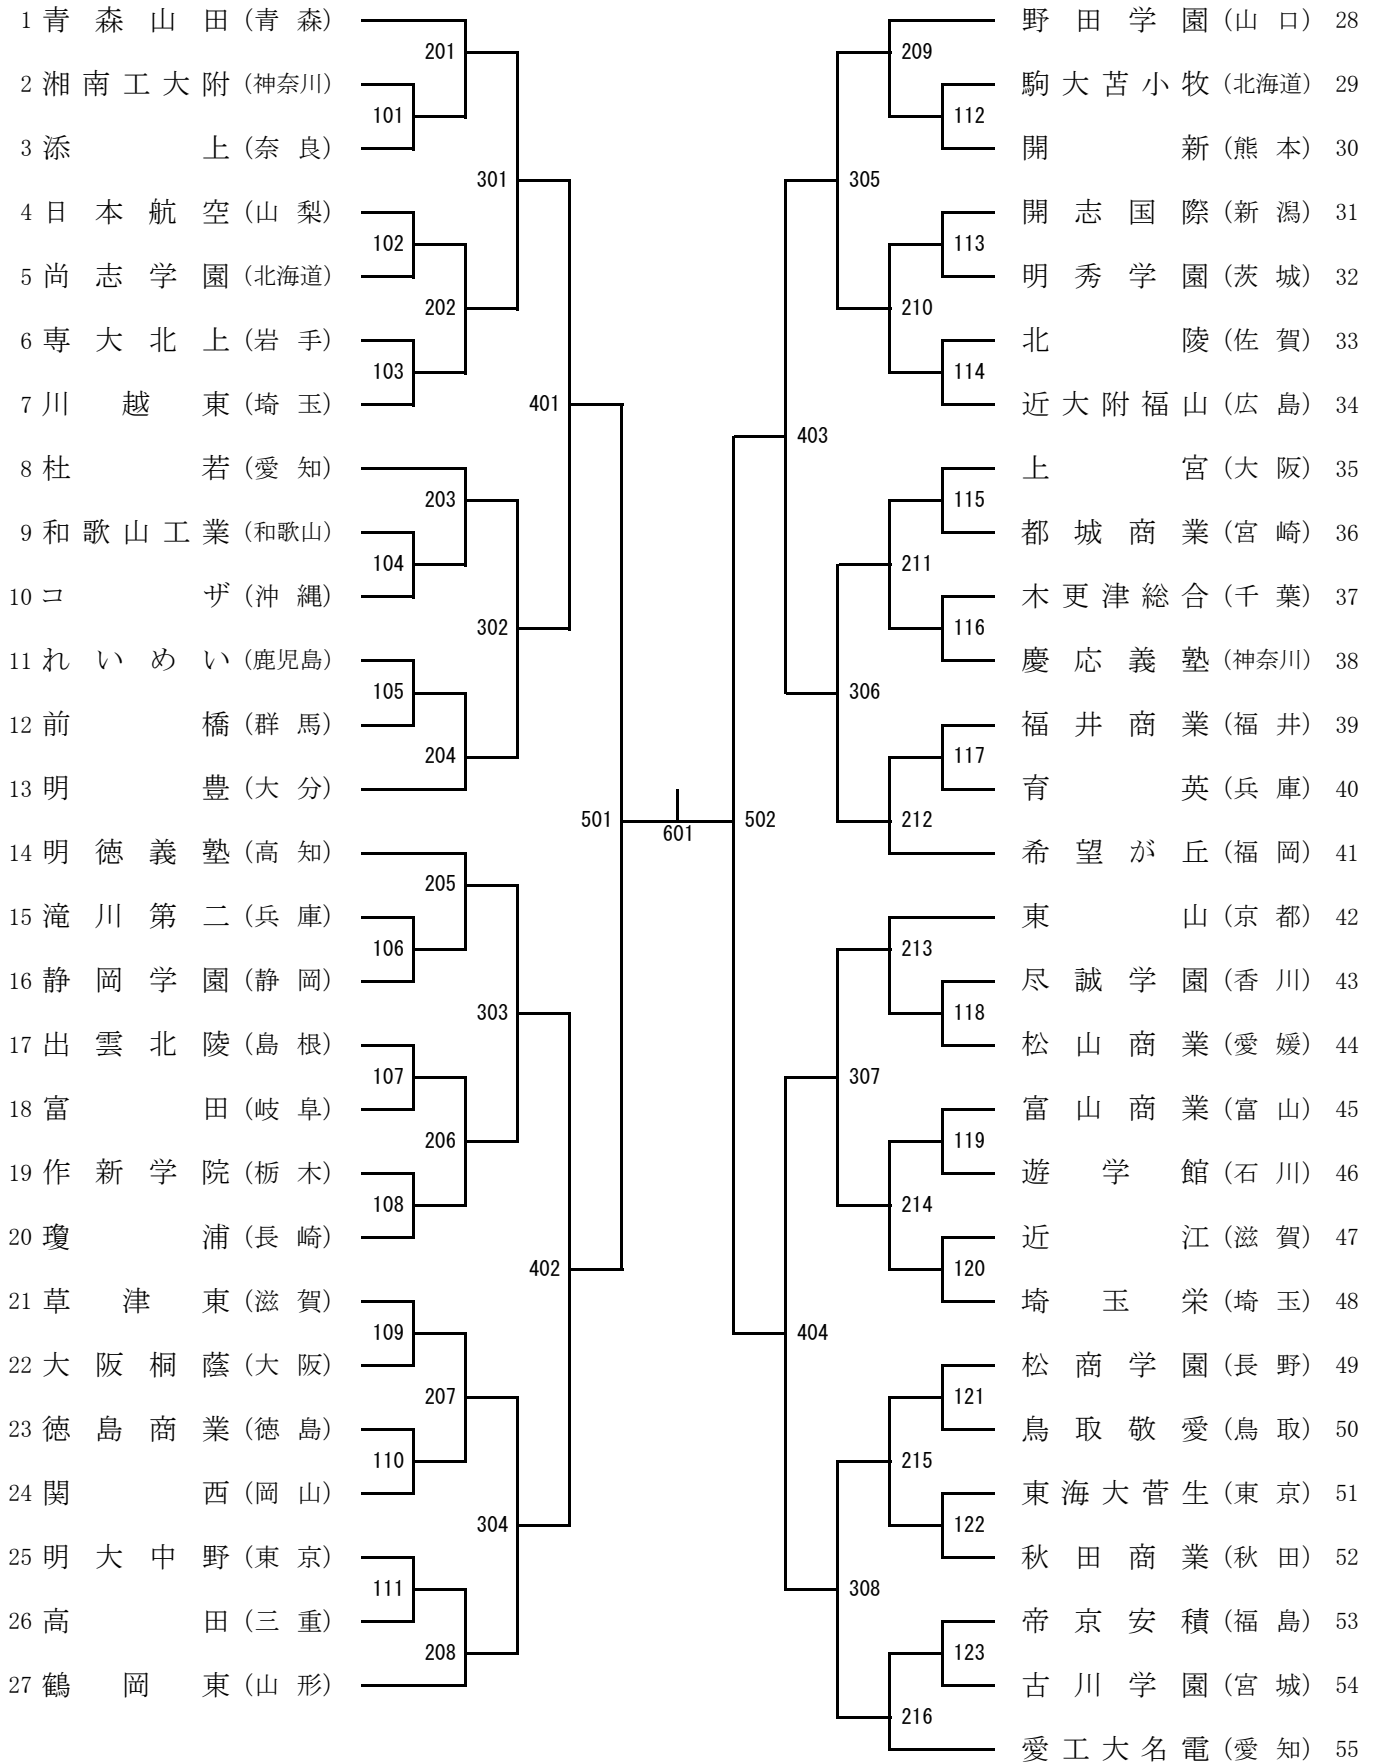 1 青森山田 (青森)
201
2 湘南工大附 (神奈川)
101
3 添上 (奈良)
301
4 日本航空 (山梨)
102
5 尚志学園 (北海道)
202
6 専大北上 (岩手)
103
7 川越東 (埼玉)
401
8 杜若 (愛知)
203
9 和歌山工業 (和歌山)
104
10 コザ (沖縄)
302
11 れいめい (鹿児島)
105
12 前橋 (群馬)
204
13 明豊 (大分)
501
14 明徳義塾 (高知)
205
15 滝川第二 (兵庫)
106
16 静岡学園 (静岡)
303
17 出雲北陵 (島根)
107
18 富田 (岐阜)
206
19 作新学院 (栃木)
108
20 瓊浦 (長崎)
402
21 草津東 (滋賀)
109
22 大阪桐蔭 (大阪)
207
23 徳島商業 (徳島)
110
24 関西 (岡山)
304
25 明大中野 (東京)
111
26 高田 (三重)
208
27 鶴岡東 (山形)
601
野田学園 (山口) 28
209
駒大苫小牧 (北海道) 29
112
開新 (熊本) 30
305
開志国際 (新潟) 31
113
明秀学園 (茨城) 32
210
北陵 (佐賀) 33
114
近大附福山 (広島) 34
403
上宮 (大阪) 35
115
都城商業 (宮崎) 36
211
木更津総合 (千葉) 37
116
慶応義塾 (神奈川) 38
306
福井商業 (福井) 39
117
育英 (兵庫) 40
212
502
希望が丘 (福岡) 41
東山 (京都) 42
213
尽誠学園 (香川) 43
118
松山商業 (愛媛) 44
307
富山商業 (富山) 45
119
遊学館 (石川) 46
214
近江 (滋賀) 47
120
埼玉栄 (埼玉) 48
404
松商学園 (長野) 49
121
鳥取敬愛 (鳥取) 50
215
東海大菅生 (東京) 51
122
秋田商業 (秋田) 52
308
帝京安積 (福島) 53
123
古川学園 (宮城) 54
216
愛工大名電 (愛知) 55